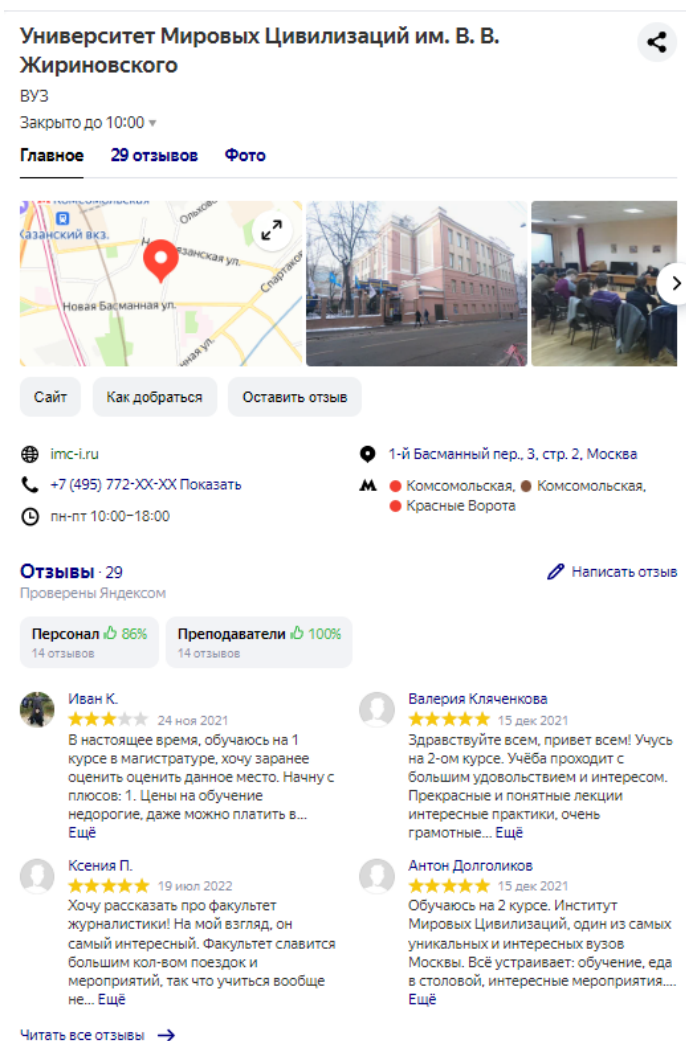 Университет Мировых Цивилизаций им. В. В.
Жириновского
ВУЗ
Закрыто до 10:00
Главное 29 отзывов Фото
Казанский вкз.
Новая Басманная ул.
Сайт Как добраться Оставить отзыв
imc-i.ru
+7 (495) 772-XX-XX Показать
пн-пт 10:00–18:00
1-й Басманный пер., 3, стр. 2, Москва
Комсомольская, Комсомольская,
Красные Ворота
Отзывы · 29
Написать отзыв
Проверены Яндексом
Персонал 86%
14 отзывов
Преподаватели 100%
14 отзывов
Иван К.
24 ноя 2021
В настоящее время, обучаюсь на 1
курсе в магистратуре, хочу заранее
оценить оценить данное место. Начну с
плюсов: 1. Цены на обучение
недорогие, даже можно платить в...
Ещё
Валерия Кляченкова
15 дек 2021
Здравствуйте всем, привет всем! Учусь
на 2-ом курсе. Учёба проходит с
большим удовольствием и интересом.
Прекрасные и понятные лекции
интересные практики, очень
грамотные... Ещё
Ксения П.
19 июл 2022
Хочу рассказать про факультет
журналистики! На мой взгляд, он
самый интересный. Факультет славится
большим кол-вом поездок и
мероприятий, так что учиться вообще
не... Ещё
Антон Долголиков
15 дек 2021
Обучаюсь на 2 курсе. Институт
Мировых Цивилизаций, один из самых
уникальных и интересных вузов
Москвы. Всё устраивает: обучение, еда
в столовой, интересные мероприятия....
Ещё
Читать все отзывы